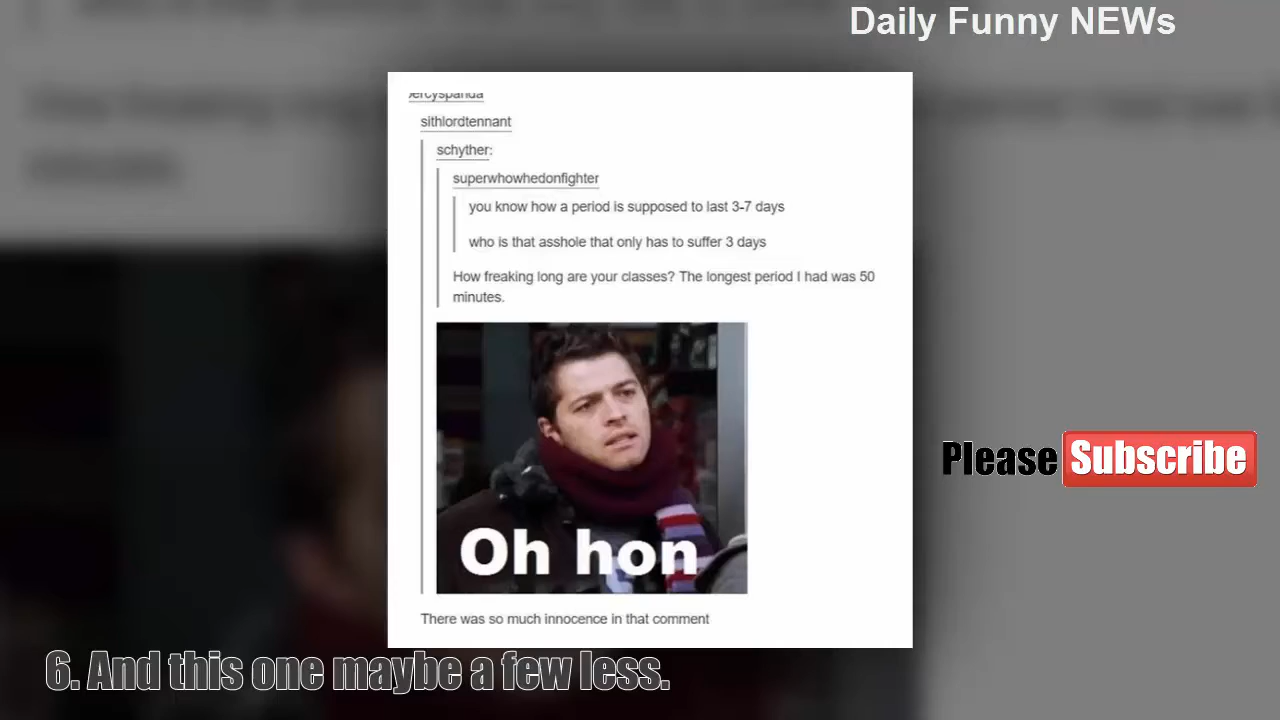 Daily Funny NEWs
sithlordtennant
schyther:
superwhowhedonfighter
you know how a period is supposed to last 3-7 days
who is that asshole that only has to suffer 3 days
How freaking long are your classes? The longest period I had was 50
minutes.
Please Subscribe
Oh hon
There was so much innocence in that comment
6. And this one maybe a few less.